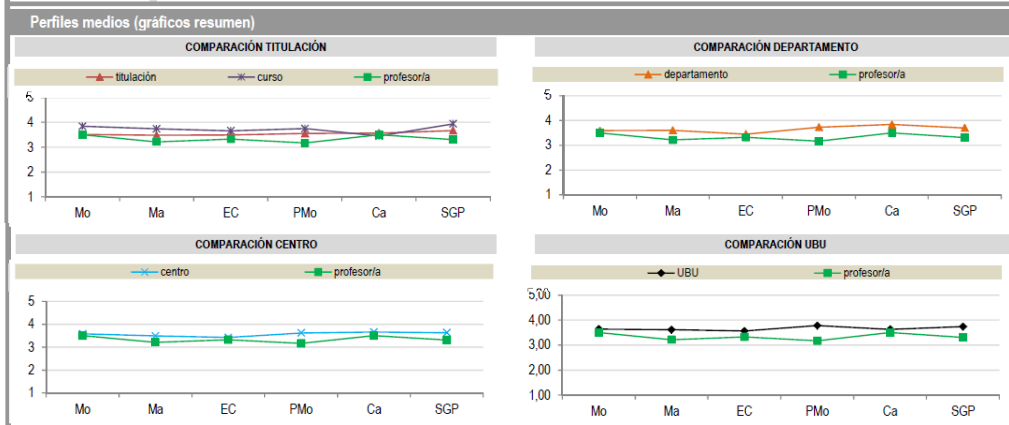 Perfiles medios (gráficos resumen)
COMPARACIÓN TITULACIÓN
titulación curso profesor/a
5
4
3
2
1
Mo Ma EC PMo Ca SGP
COMPARACIÓN DEPARTAMENTO
departamento profesor/a
5
4
3
2
1
Mo Ma EC PMo Ca SGP
COMPARACIÓN CENTRO
centro profesor/a
5
4
3
2
1
Mo Ma EC PMo Ca SGP
COMPARACIÓN UBU
UBU profesor/a
5,00
4,00
3,00
2,00
1,00
Mo Ma EC PMo Ca SGP